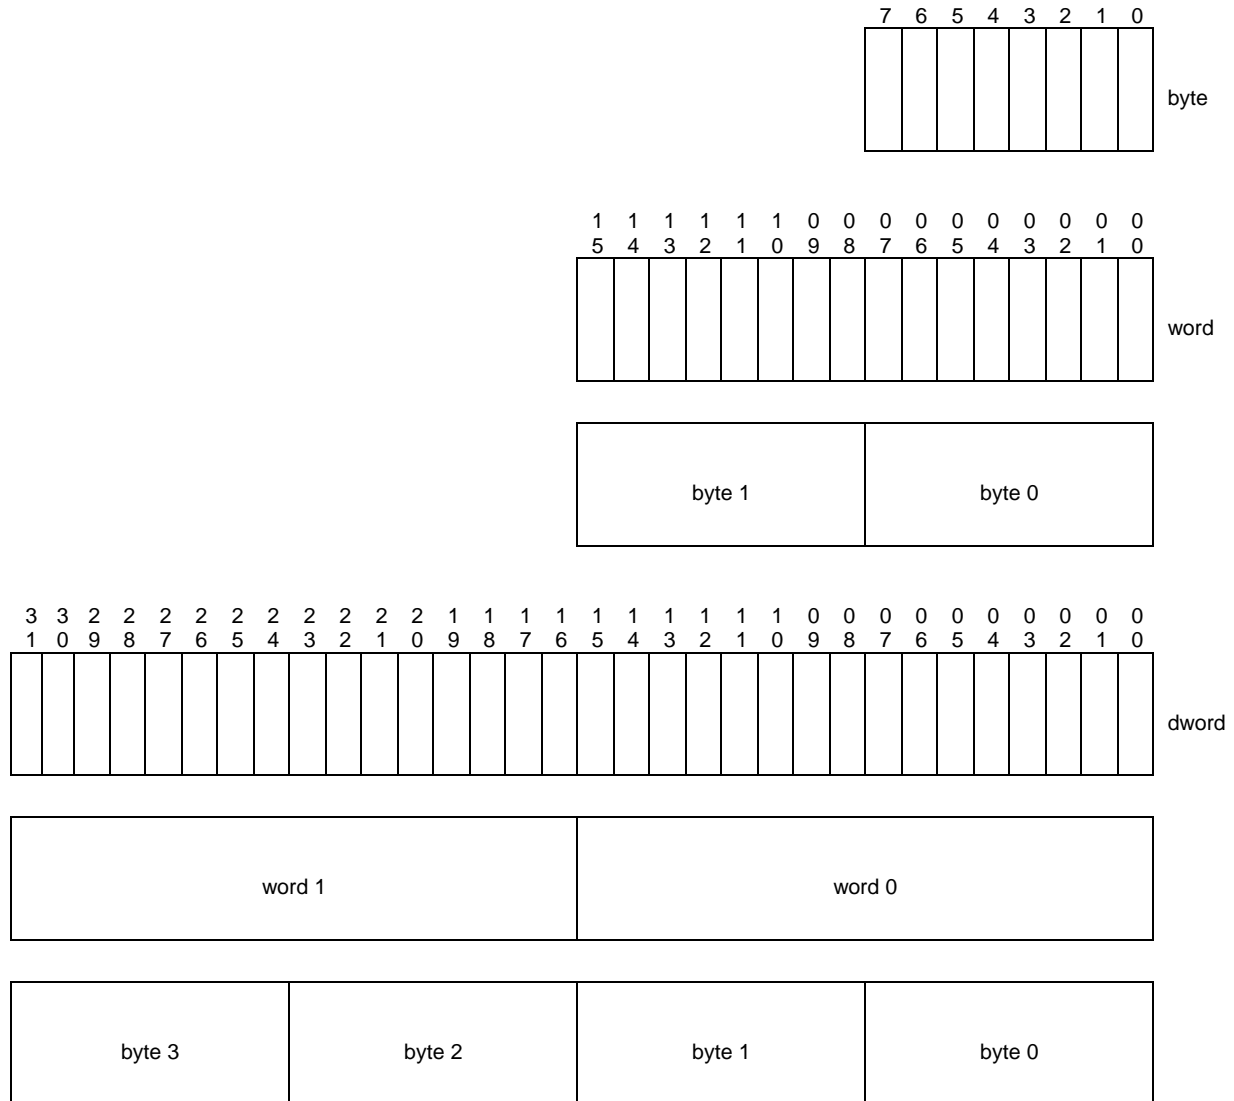 7 6 5 4 3 2 1 0
byte
1 1 1 1 1 1 0 0 0 0 0 0 0 0 0 0
5 4 3 2 1 0 9 8 7 6 5 4 3 2 1 0
word
byte 1 byte 0
3 3 2 2 2 2 2 2 2 2 2 2 1 1 1 1 1 1 1 1 1 1 0 0 0 0 0 0 0 0 0 0
1 0 9 8 7 6 5 4 3 2 1 0 9 8 7 6 5 4 3 2 1 0 9 8 7 6 5 4 3 2 1 0
dword
word 1 word 0
byte 3 byte 2 byte 1 byte 0